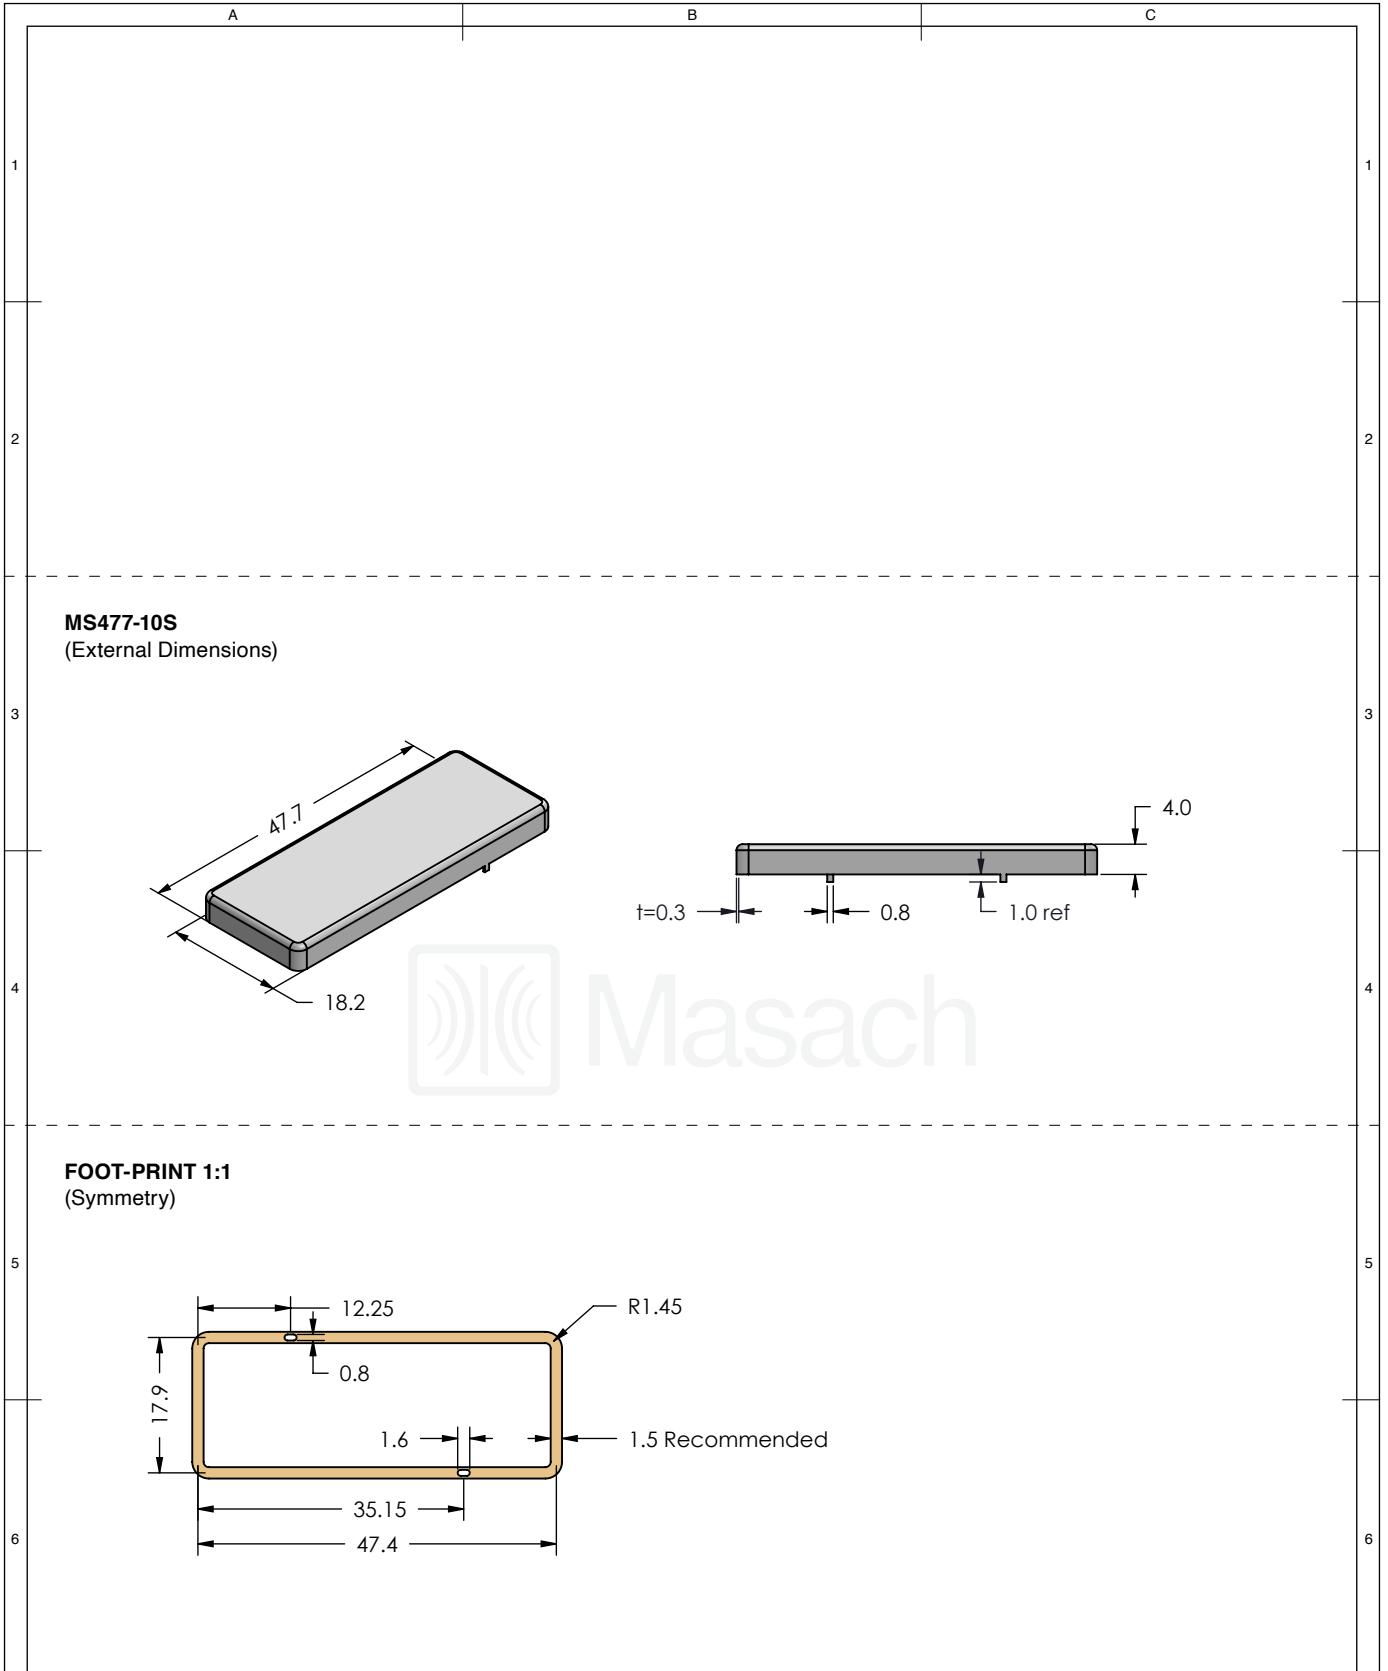 A B C
1 1
2 2
MS477-10S
(External Dimensions)
3 3
47.7
4.0
t=0.3 0.8 1.0 ref
18.2
4 4
Masach
FOOT-PRINT 1:1
(Symmetry)
5 5
12.25 R1.45
0.8
17.9
1.6 1.5 Recommended
35.15
47.4
6 6